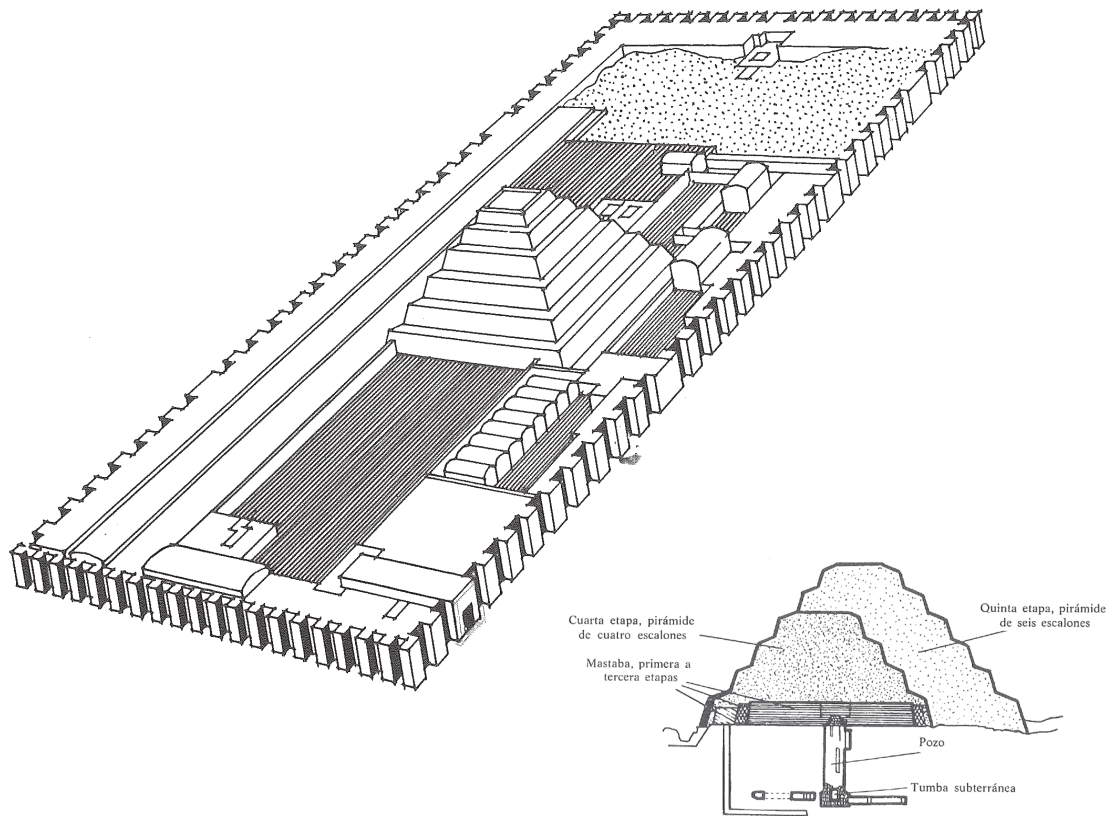 Cuarta etapa, pirámide
de cuatro escalones
Mastaba, primera a
tercera etapas
Quinta etapa, pirámide
de seis escalones
Pozo
Tumba subterránea